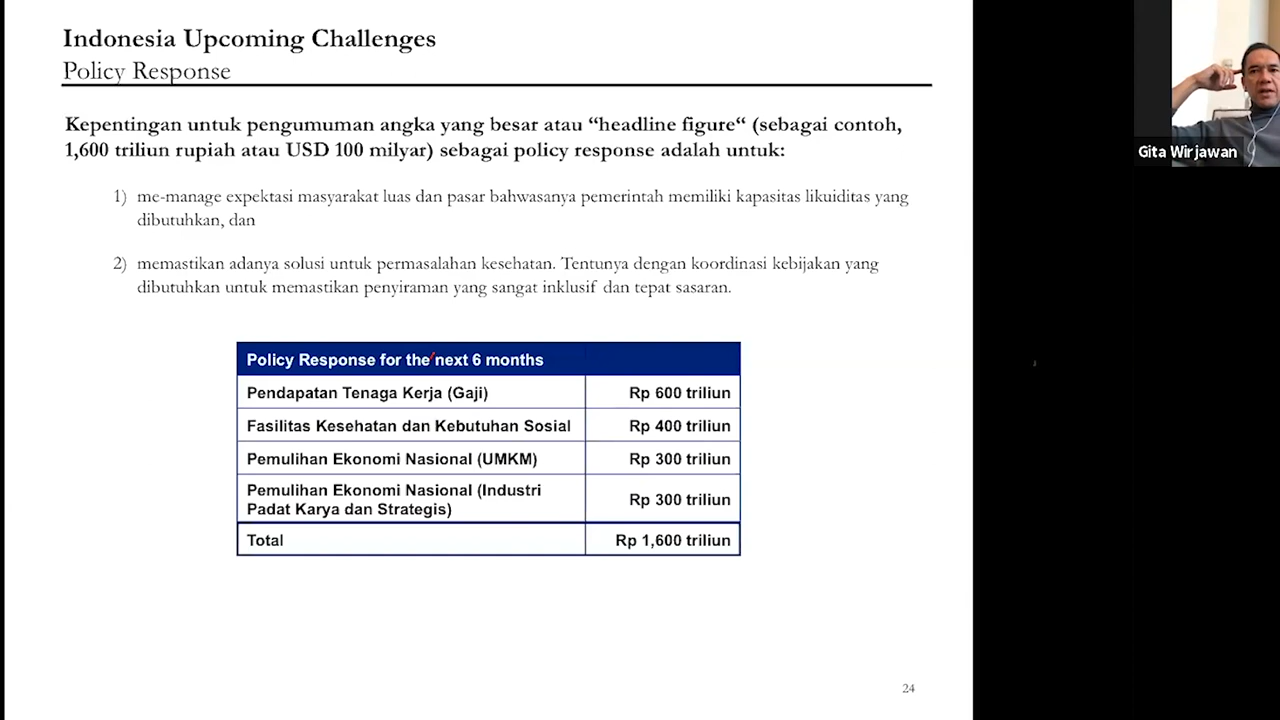 Indonesia Upcoming Challenges
Policy Response
Kepentingan untuk pengumuman angka yang besar atau “headline figure“ (sebagai contoh,
1,600 triliun rupiah atau USD 100 milyar) sebagai policy response adalah untuk:
1) me-manage expektasi masyarakat luas dan pasar bahwasanya pemerintah memiliki kapasitas likuiditas yang
dibutuhkan, dan
2) memastikan adanya solusi untuk permasalahan kesehatan. Tentunya dengan koordinasi kebijakan yang
dibutuhkan untuk memastikan penyiraman yang sangat inklusif dan tepat sasaran.
Policy Response for the next 6 months
Pendapatan Tenaga Kerja (Gaji) Rp 600 triliun
Fasilitas Kesehatan dan Kebutuhan Sosial Rp 400 triliun
Pemulihan Ekonomi Nasional (UMKM) Rp 300 triliun
Pemulihan Ekonomi Nasional (Industri
Padat Karya dan Strategis) Rp 300 triliun
Total Rp 1,600 triliun
24
Gita Wirjawan